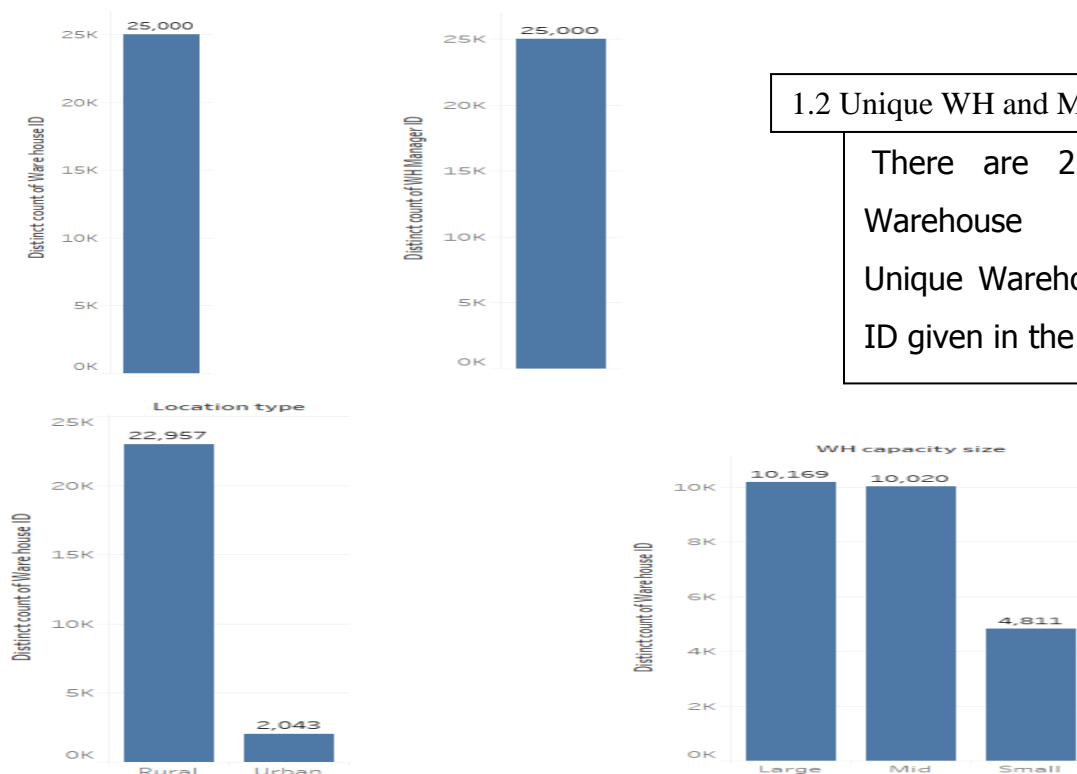 25,000
25K
20K
15K
10K
5K
0K
Distinct count of Ware house ID
25,000
25K
20K
15K
10K
5K
0K
Distinct count of WH Manager ID
1.2 Unique WH and M
There are 2
Warehouse
Unique Wareho
ID given in the
Location type
25K
22,957
20K
15K
10K
5K
2,043
0K
Rural Urban
Distinct count of Ware house ID
WH capacity size
10,169 10,020
10K
8K
6K
4,811
4K
2K
0K
Large Mid Small
Distinct count of Ware house ID